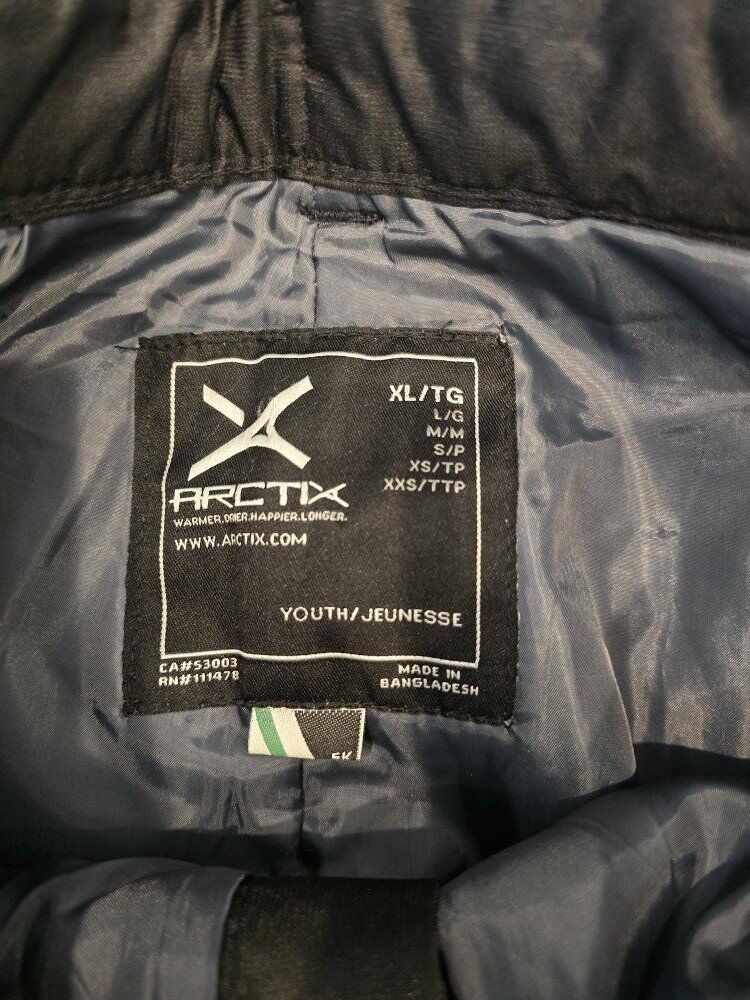 XL/TG
L/G
M/M
S/P
XS/TP
XXS/TTP
ARCTIX
WARMER.DRIER.HAPPIER.LONGER.
WWW.ARCTIX.COM
YOUTH/JEUNESSE
CA#53003
RN#111478
MADE IN
BANGLADESH